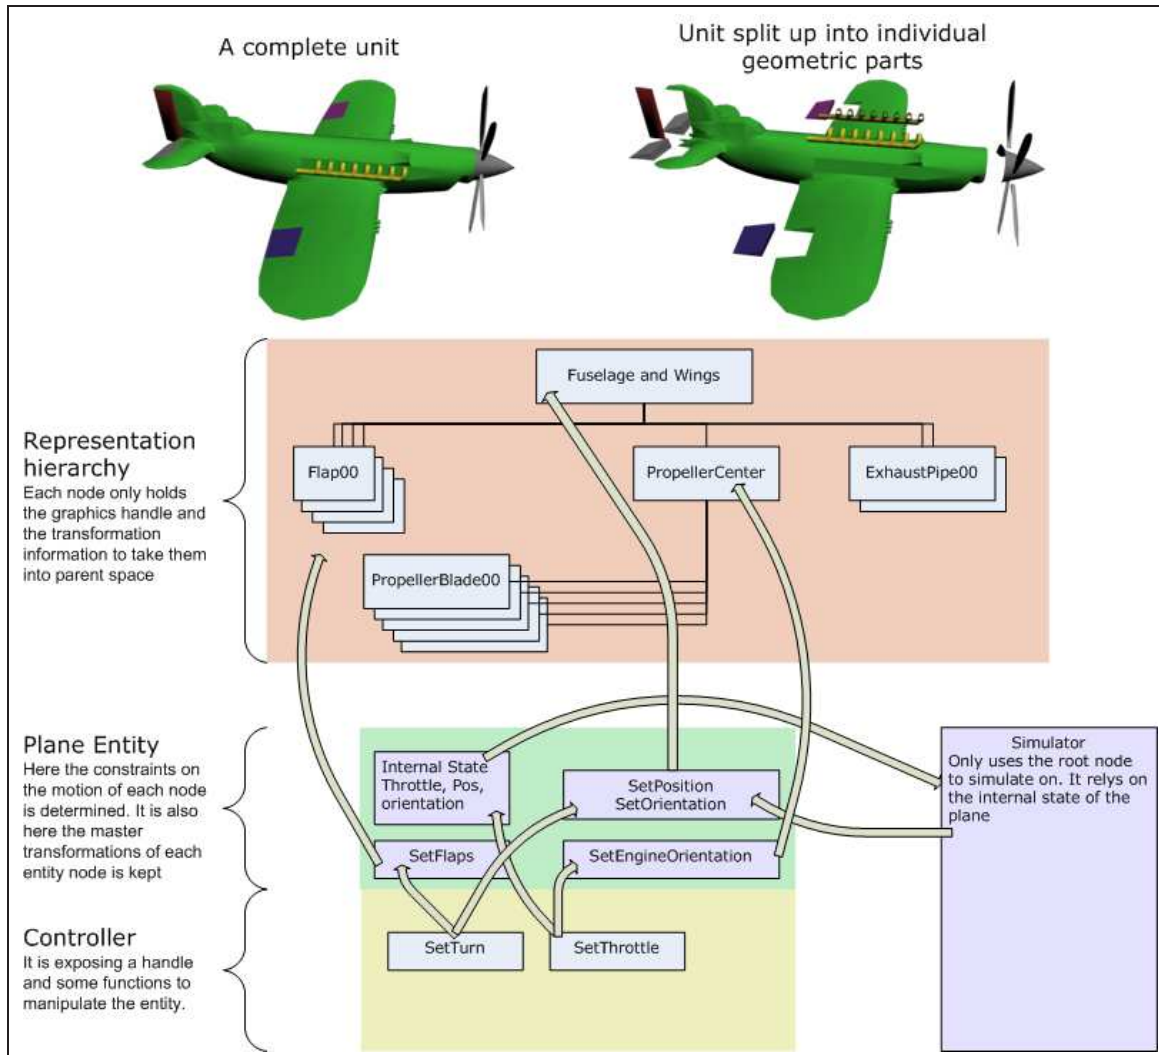 A complete unit
Unit split up into individual
geometric parts
Fuselage and Wings
Representation
hierarchy
Each node only holds
the graphics handle and
the transformation
information to take them
into parent space
Flap00
PropellerCenter
ExhaustPipe00
PropellerBlade00
Plane Entity
Here the constraints on
the motion of each node
is determined. It is also
here the master
transformations of each
entity node is kept
Internal State
Throttle, Pos,
orientation
SetPosition
SetOrientation
SetFlaps
SetEngineOrientation
Simulator
Only uses the root node
to simulate on. It relys on
the internal state of the
plane
Controller
It is exposing a handle
and some functions to
manipulate the entity.
SetTurn
SetThrottle